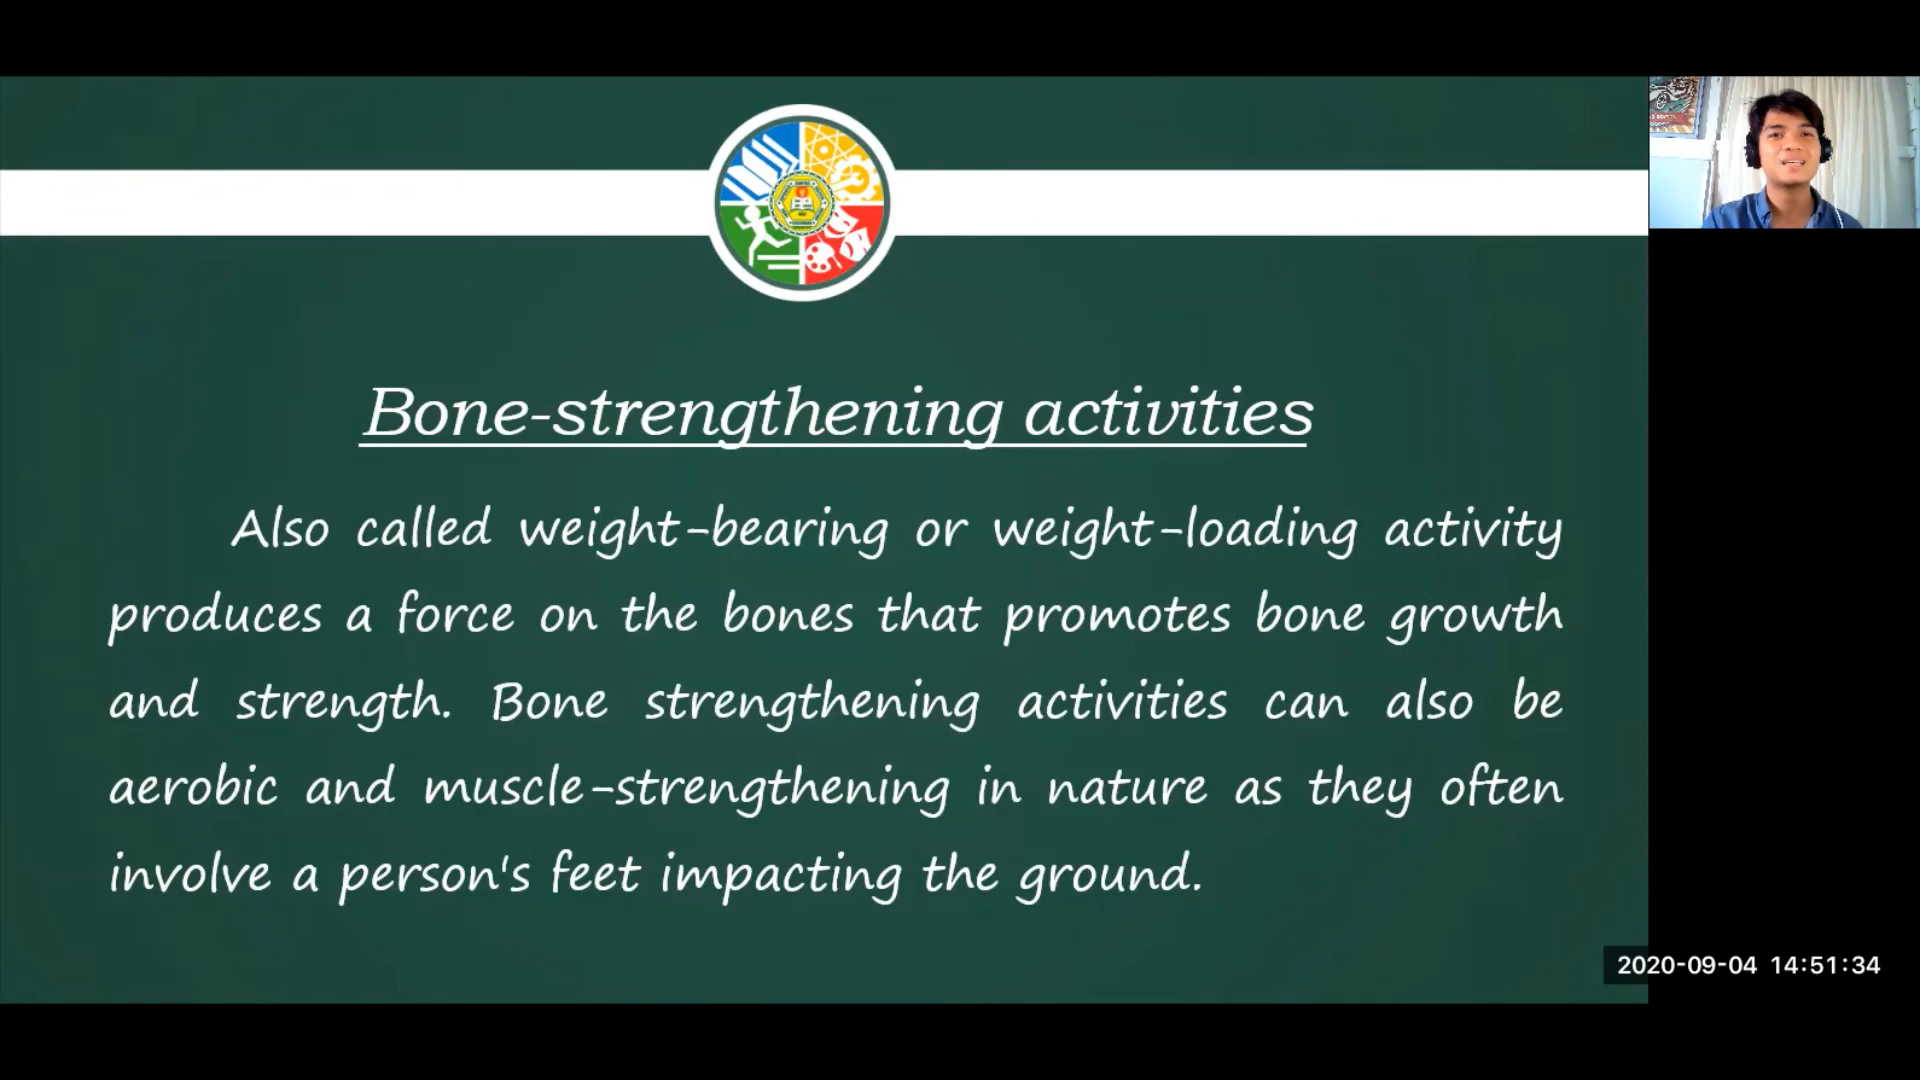 Bone-strengthening activities
Also called weight-bearing or weight-loading activity
produces a force on the bones that promotes bone growth
and strength. Bone strengthening activities can also be
aerobic and muscle-strengthening in nature as they often
involve a person's feet impacting the ground.
2020-09-04 14:51:34